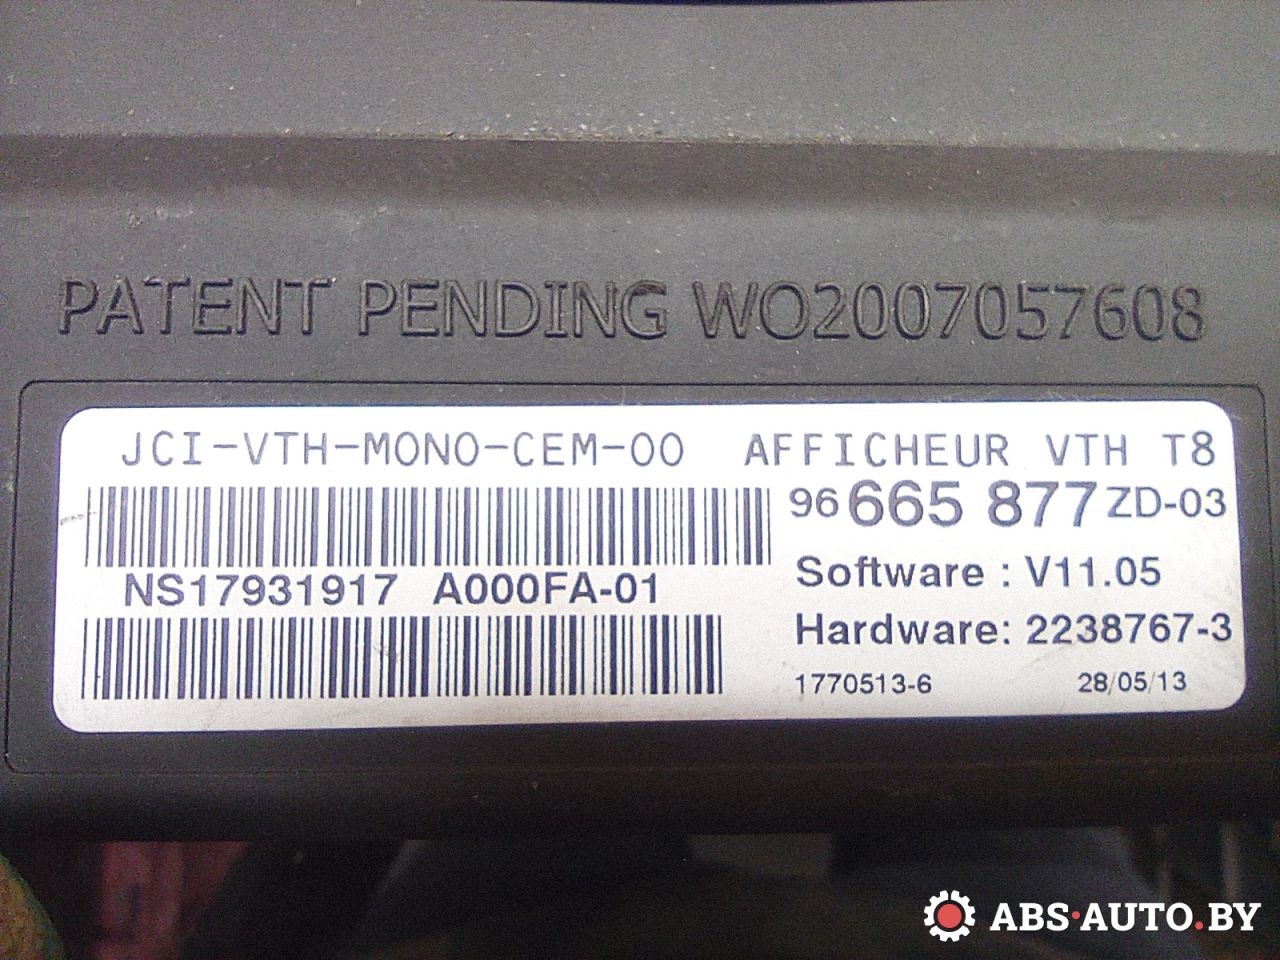 PATENT PENDING WO2007057608
JCI-VTH-MONO-CEM-00 AFFICHEUR VTH T8
96 665 877 ZD-03
NS17931917 A000FA-01
Software : V11.05
Hardware: 2238767-3
1770513-6 28/05/13
ABS·AUTO.BY